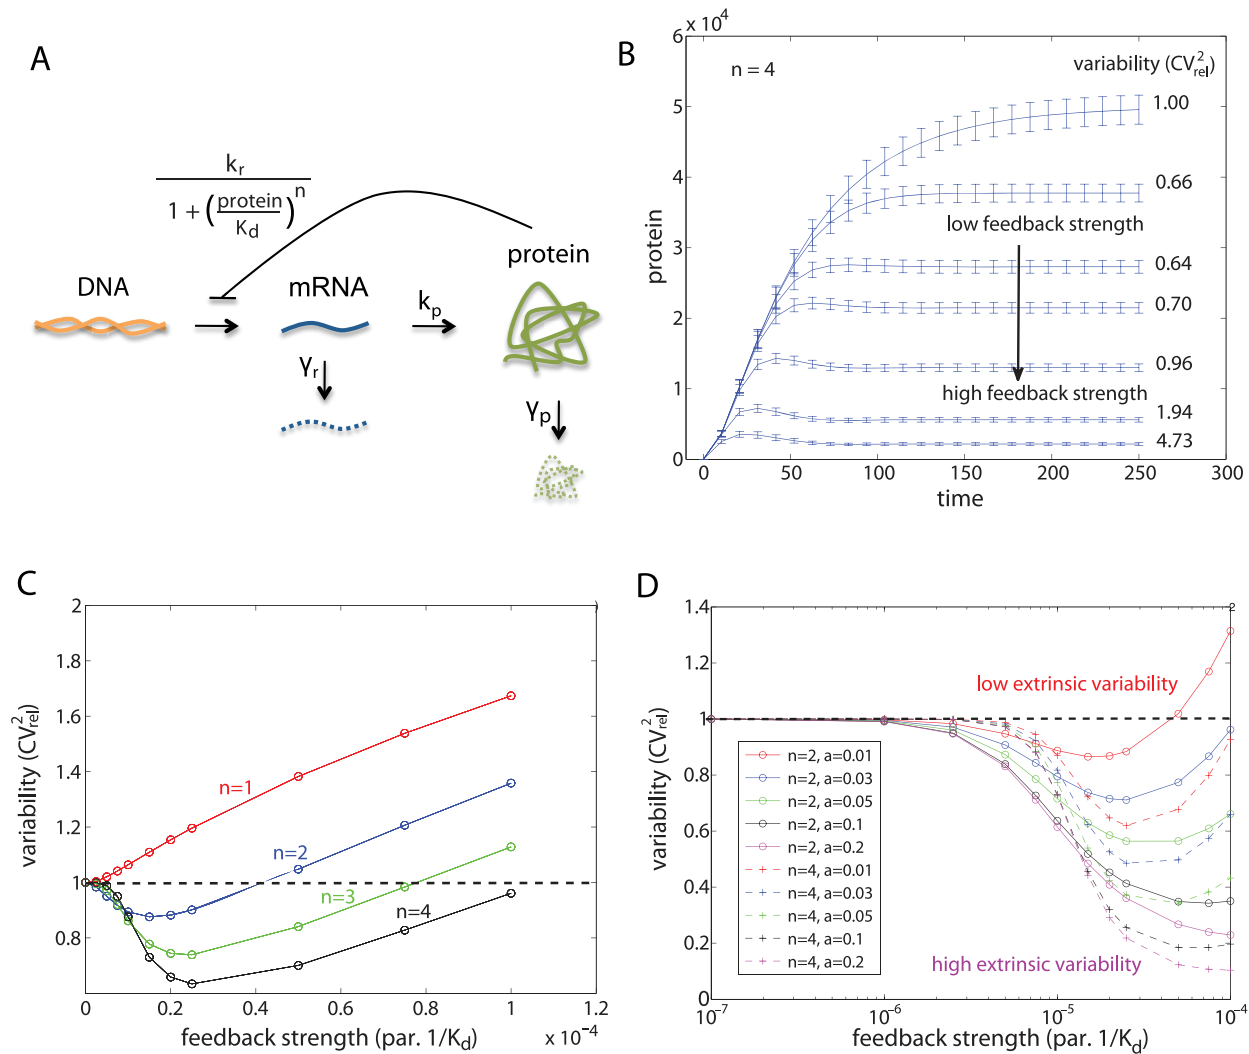 A
k_r
1 + (protein/K_d)^n
DNA
mRNA
protein
k_p
γ_r
γ_p
B
× 10^4
n = 4
variability (CV²_rel)
6
5
4
3
2
1
0
protein
1.00
0.66
low feedback strength
0.64
0.70
0.96
high feedback strength
1.94
4.73
0 50 100 150 200 250 300
time
C
2
1.8
1.6
1.4
1.2
1
0.8
variability (CV²_rel)
n=1
n=2
n=3
n=4
0 0.2 0.4 0.6 0.8 1 1.2
feedback strength (par. 1/K_d)
× 10^−4
D
1.4
1.2
1
0.8
0.6
0.4
0.2
0
variability (CV²_rel)
2
low extrinsic variability
n=2, a=0.01
n=2, a=0.03
n=2, a=0.05
n=2, a=0.1
n=2, a=0.2
n=4, a=0.01
n=4, a=0.03
n=4, a=0.05
n=4, a=0.1
n=4, a=0.2
high extrinsic variability
10^−7 10^−6 10^−5 10^−4
feedback strength (par. 1/K_d)